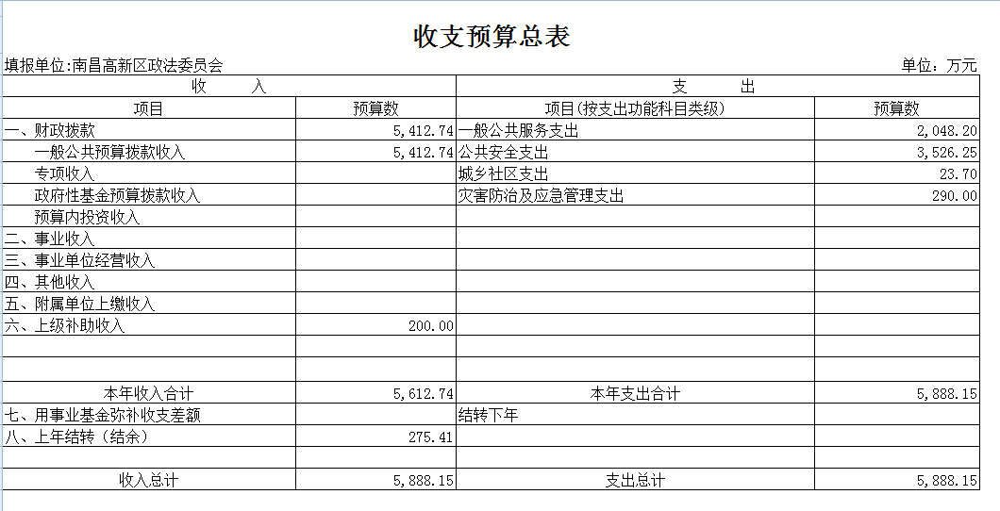 收支预算总表
填报单位:南昌高新区政法委员会 单位：万元
收 入 支 出
项目 预算数 项目(按支出功能科目类级) 预算数
一、财政拨款 5,412.74 一般公共服务支出 2,048.20
一般公共预算拨款收入 5,412.74 公共安全支出 3,526.25
专项收入 城乡社区支出 23.70
政府性基金预算拨款收入 灾害防治及应急管理支出 290.00
预算内投资收入
二、事业收入
三、事业单位经营收入
四、其他收入
五、附属单位上缴收入
六、上级补助收入 200.00
本年收入合计 5,612.74 本年支出合计 5,888.15
七、用事业基金弥补收支差额 结转下年
八、上年结转（结余） 275.41
收入总计 5,888.15 支出总计 5,888.15